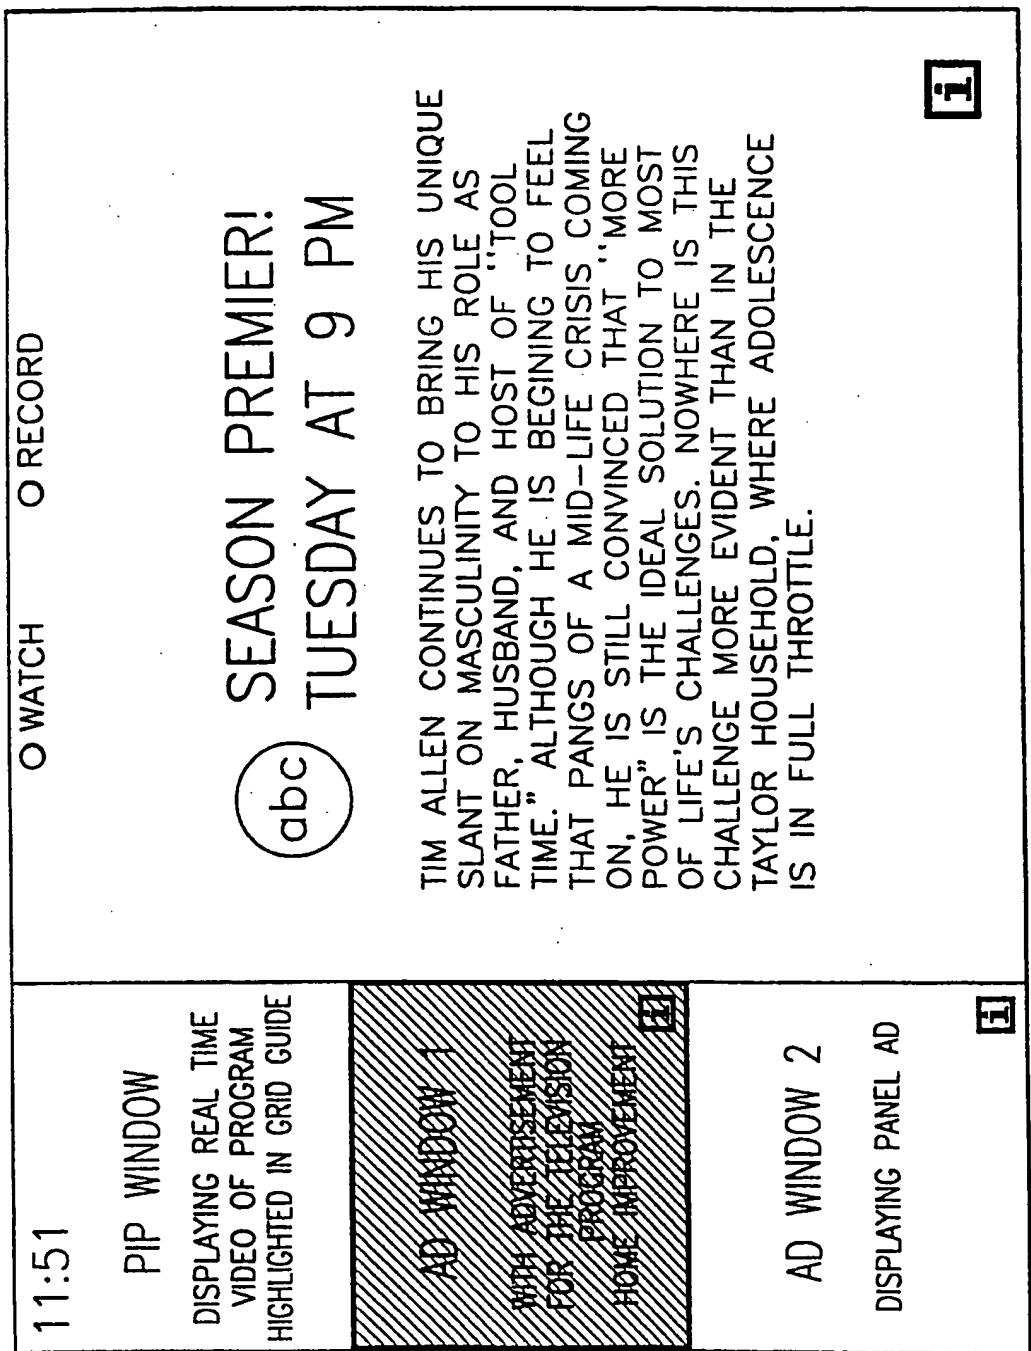 11:51
PIP WINDOW
DISPLAYING REAL TIME
VIDEO OF PROGRAM
HIGHLIGHTED IN GRID GUIDE
AD WINDOW 1
WITH ADVERTISEMENT
FOR THE TELEVISION
PROGRAM
HOME IMPROVEMENT
i
AD WINDOW 2
DISPLAYING PANEL AD
i
O WATCH O RECORD
abc
SEASON PREMIER!
TUESDAY AT 9 PM
TIM ALLEN CONTINUES TO BRING HIS UNIQUE
SLANT ON MASCULINITY TO HIS ROLE AS
FATHER, HUSBAND, AND HOST OF ''TOOL
TIME." ALTHOUGH HE IS BEGINING TO FEEL
THAT PANGS OF A MID-LIFE CRISIS COMING
ON, HE IS STILL CONVINCED THAT ''MORE
POWER" IS THE IDEAL SOLUTION TO MOST
OF LIFE'S CHALLENGES. NOWHERE IS THIS
CHALLENGE MORE EVIDENT THAN IN THE
TAYLOR HOUSEHOLD, WHERE ADOLESCENCE
IS IN FULL THROTTLE.
i